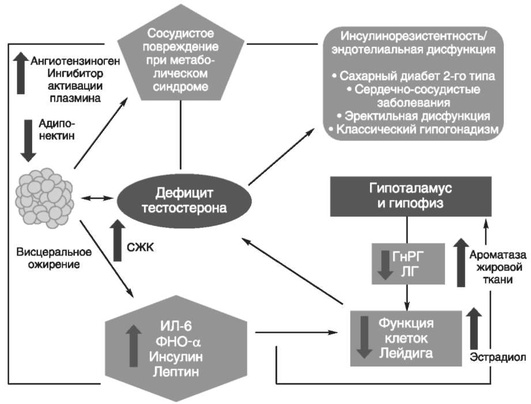 Ангиотензиноген
Ингибитор
активации
плазмина
Адипо-
нектин
Сосудистое
повреждение
при метабо-
лическом
синдроме
Инсулинорезистентность/
эндотелиальная дисфункция
• Сахарный диабет 2-го типа
• Сердечно-сосудистые
заболевания
• Эректильная дисфункция
• Классический гипогонадизм
Дефицит
тестостерона
Висцеральное
ожирение
СЖК
Гипоталамус
и гипофиз
ГнРГ
ЛГ
Ароматаза
жировой
ткани
ИЛ-6
ФНО-α
Инсулин
Лептин
Функция
клеток
Лейдига
Эстрадиол